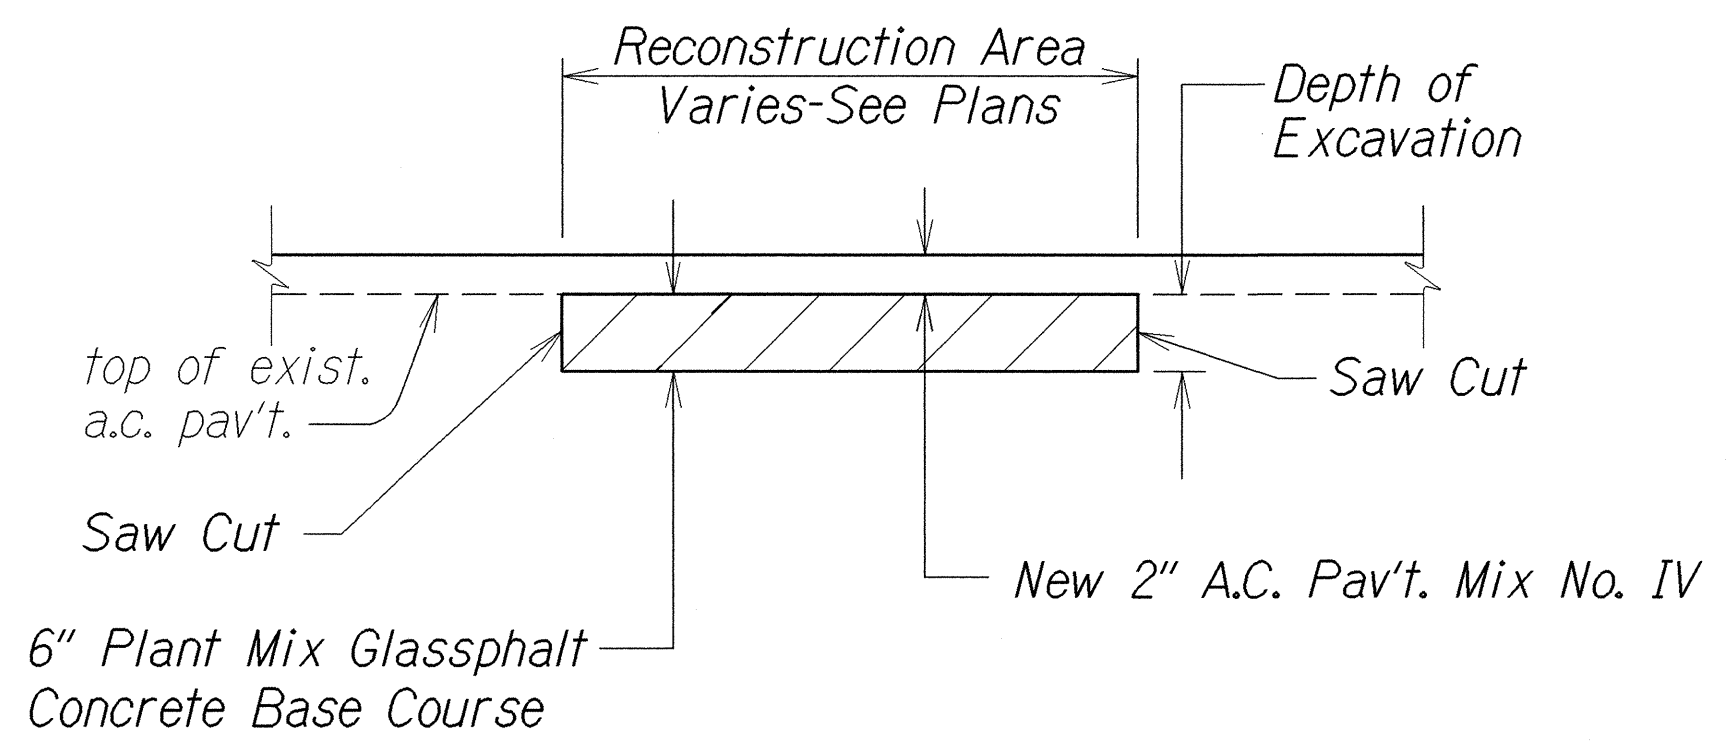 Reconstruction Area
Varies-See Plans
Depth of
Excavation
top of exist.
a.c. pav't.
Saw Cut
Saw Cut
New 2" A.C. Pav't. Mix No. IV
6" Plant Mix Glassphalt
Concrete Base Course